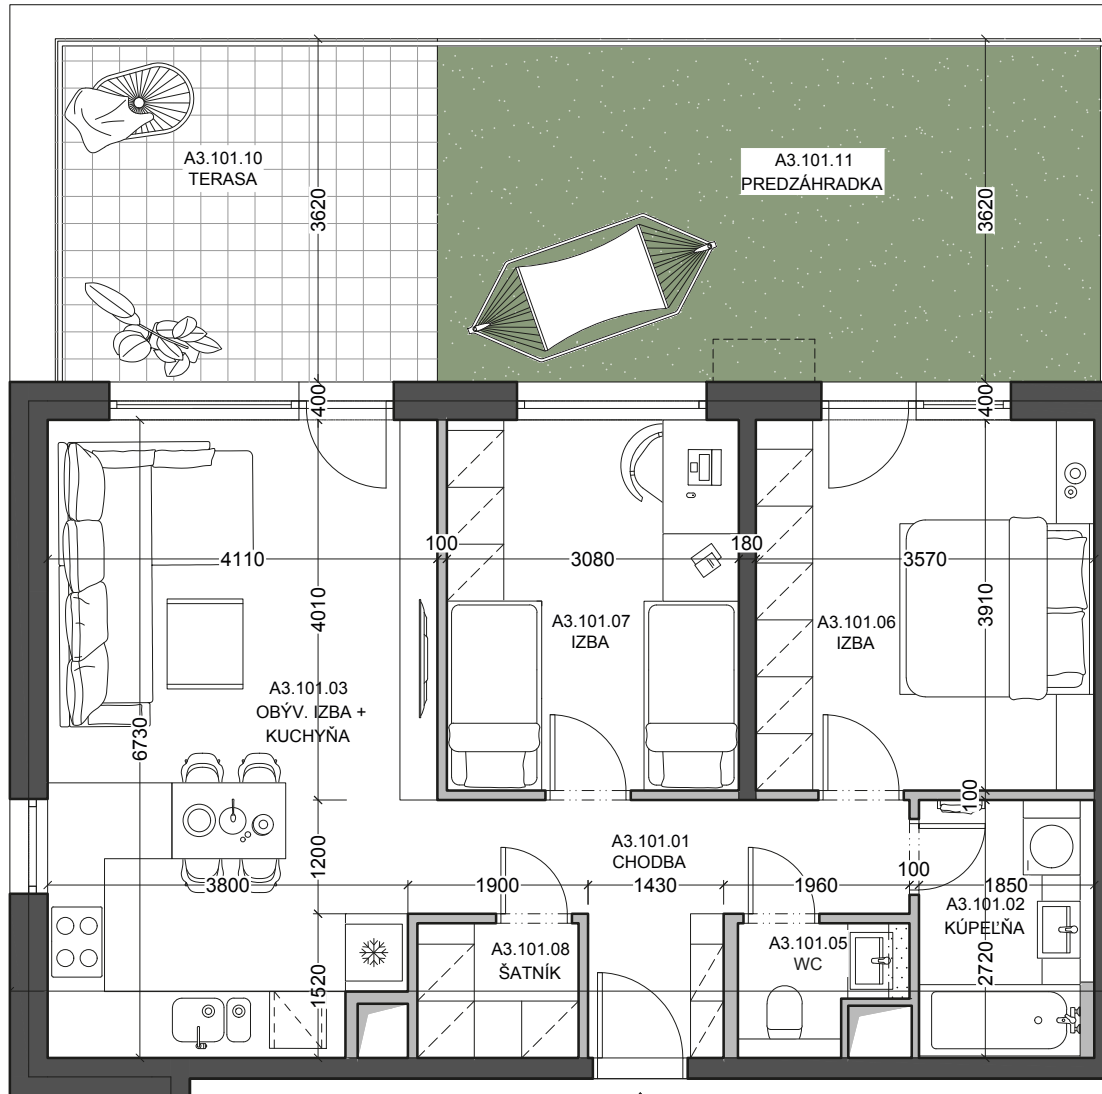 A3.101.10
TERASA
3620
A3.101.11
PREDZÁHRADKA
3620
400
400
4110
100
3080
180
3570
4010
3910
A3.101.07
IZBA
A3.101.06
IZBA
A3.101.03
OBÝV. IZBA +
KUCHYŇA
6730
100
A3.101.01
CHODBA
1200
100
3800
1900
1430
1960
1850
A3.101.02
KÚPEĽŇA
A3.101.08
ŠATNÍK
A3.101.05
WC
1520
2720